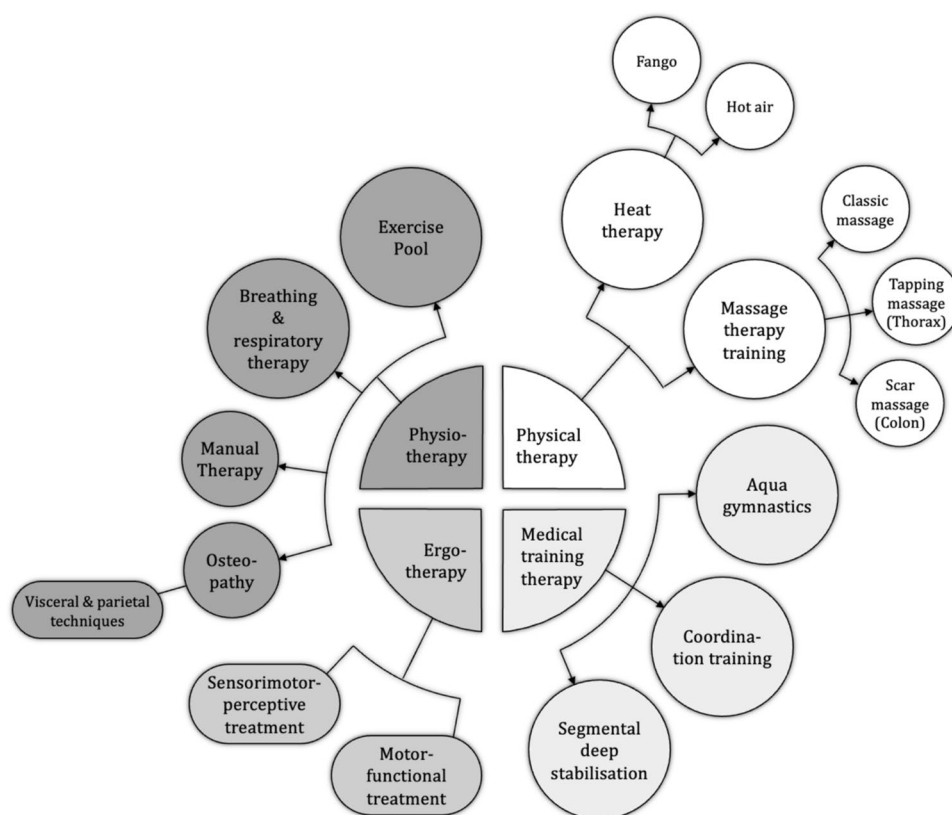 Fango
Hot air
Heat
therapy
Classic
massage
Tapping
massage
(Thorax)
Scar
massage
(Colon)
Massage
therapy
training
Exercise
Pool
Breathing
&
respiratory
therapy
Manual
Therapy
Osteo-
pathy
Visceral & parietal
techniques
Physio-
therapy
Physical
therapy
Ergo-
therapy
Medical
training
therapy
Aqua
gymnastics
Coordina-
tion training
Segmental
deep
stabilisation
Sensorimotor-
perceptive
treatment
Motor-
functional
treatment